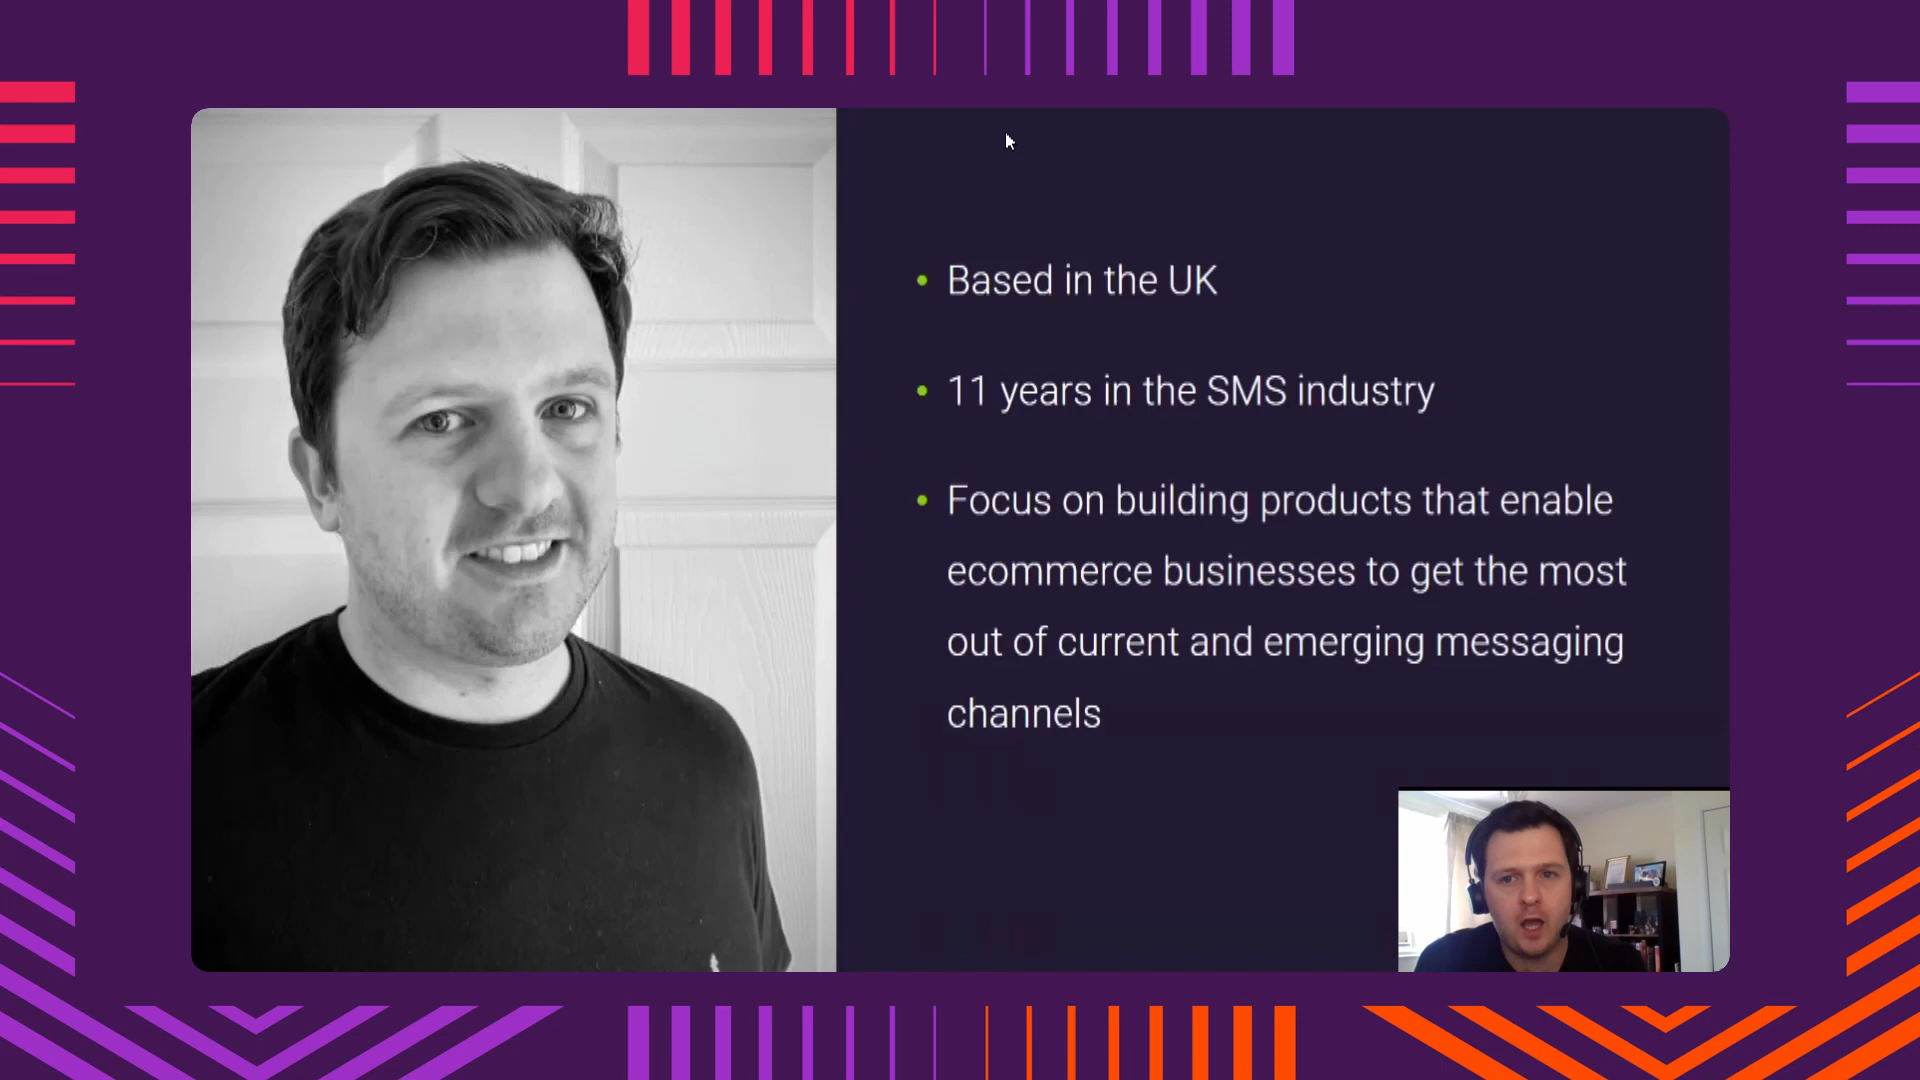 Based in the UK
11 years in the SMS industry
Focus on building products that enable
ecommerce businesses to get the most
out of current and emerging messaging
channels